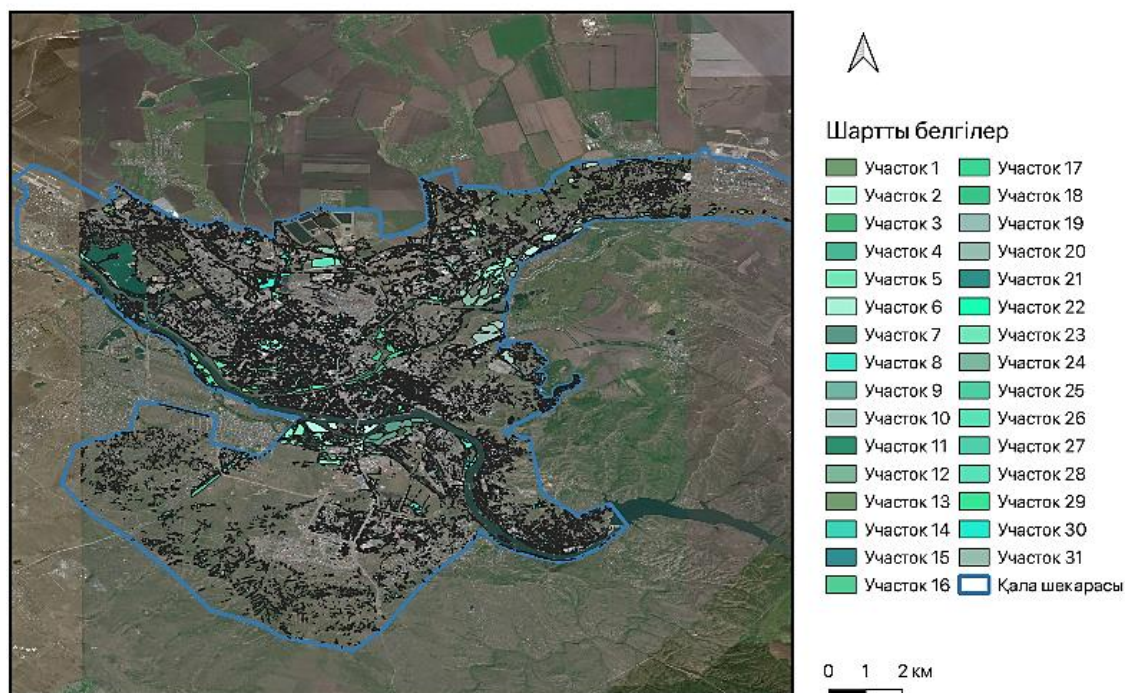 Шартты белгілер
Участок 1 Участок 17
Участок 2 Участок 18
Участок 3 Участок 19
Участок 4 Участок 20
Участок 5 Участок 21
Участок 6 Участок 22
Участок 7 Участок 23
Участок 8 Участок 24
Участок 9 Участок 25
Участок 10 Участок 26
Участок 11 Участок 27
Участок 12 Участок 28
Участок 13 Участок 29
Участок 14 Участок 30
Участок 15 Участок 31
Участок 16 Қала шекарасы
0 1 2 км